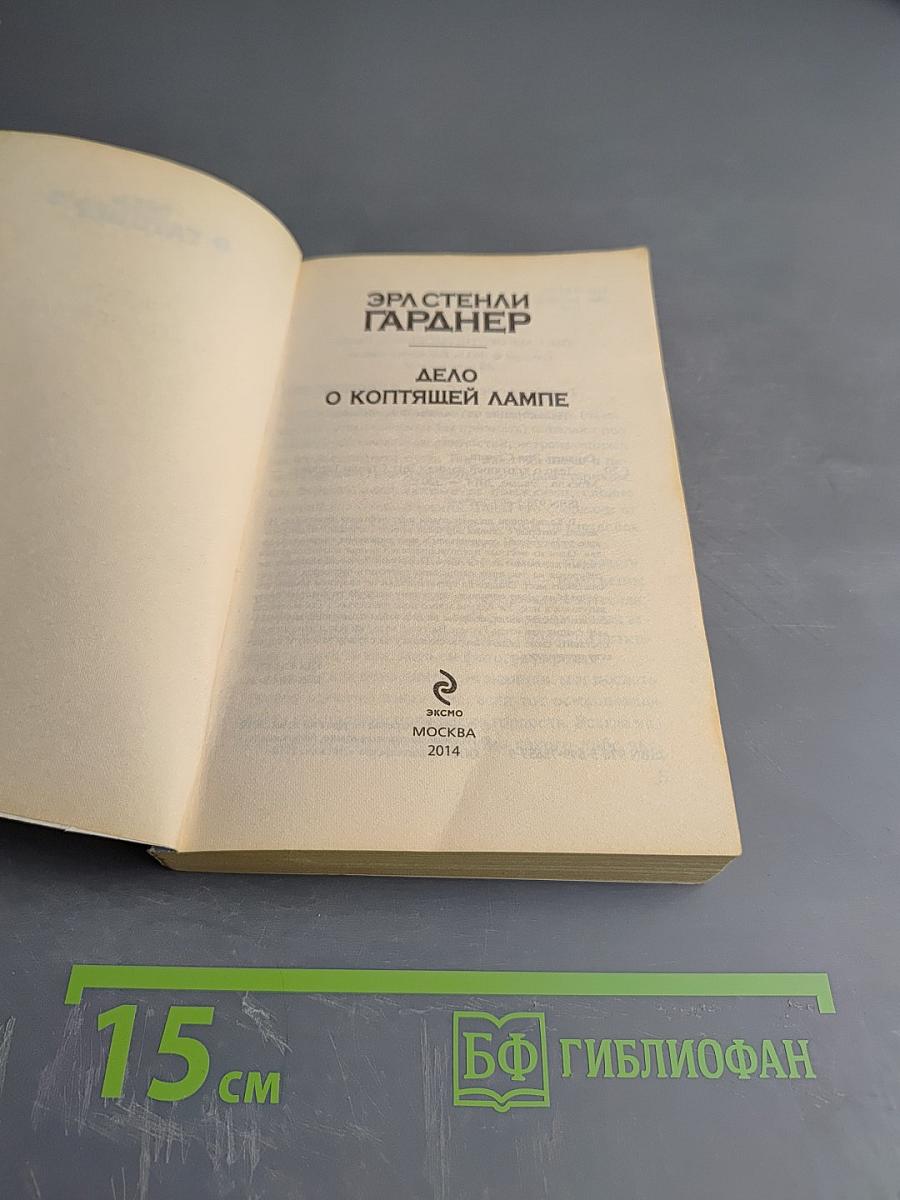 ЭРЛ СТЕНЛИ
ГАРДНЕР
ДЕЛО
О КОПТЯЩЕЙ ЛАМПЕ
ЭКСМО
МОСКВА
2014
15 см
БФ ГИБЛИОФАН